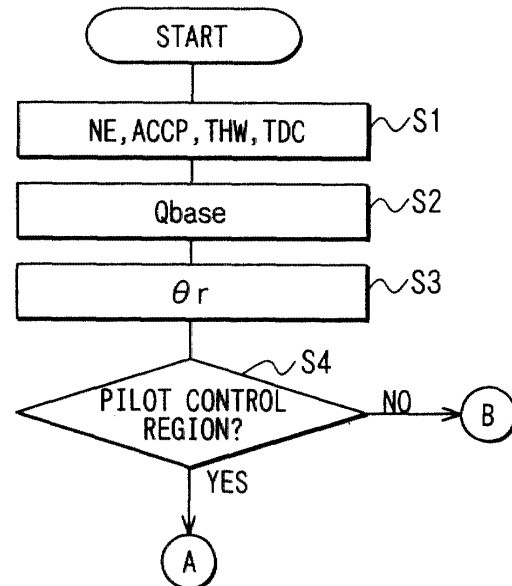 START
NE,ACCP,THW,TDC
S1
Qbase
S2
θr
S3
S4
PILOT CONTROL
REGION?
NO
B
YES
A